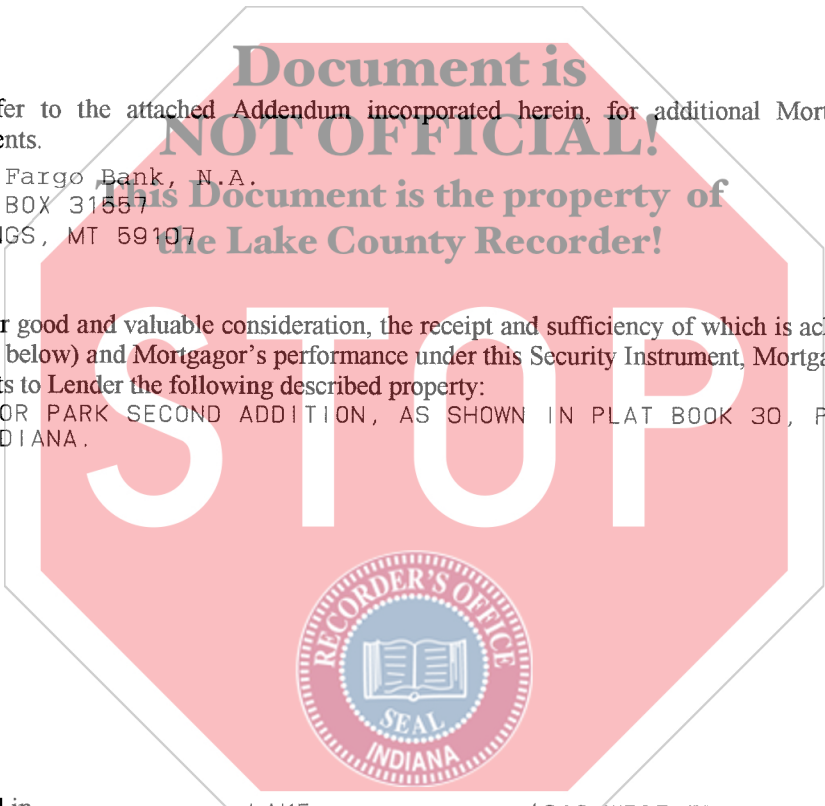 Document is
fer to the attached Addendum incorporated herein, for additional Mort
ents.
NOT OFFICIAL!
Fargo Bank, N.A.
This Document is the property of
BOX 31557
GS, MT 59107
the Lake County Recorder!
r good and valuable consideration, the receipt and sufficiency of which is ac
below) and Mortgagor's performance under this Security Instrument, Mortga
ts to Lender the following described property:
OR PARK SECOND ADDITION, AS SHOWN IN PLAT BOOK 30, P
DIANA.
STOP
RECORDER'S OFFICE
SEAL
INDIANA
in